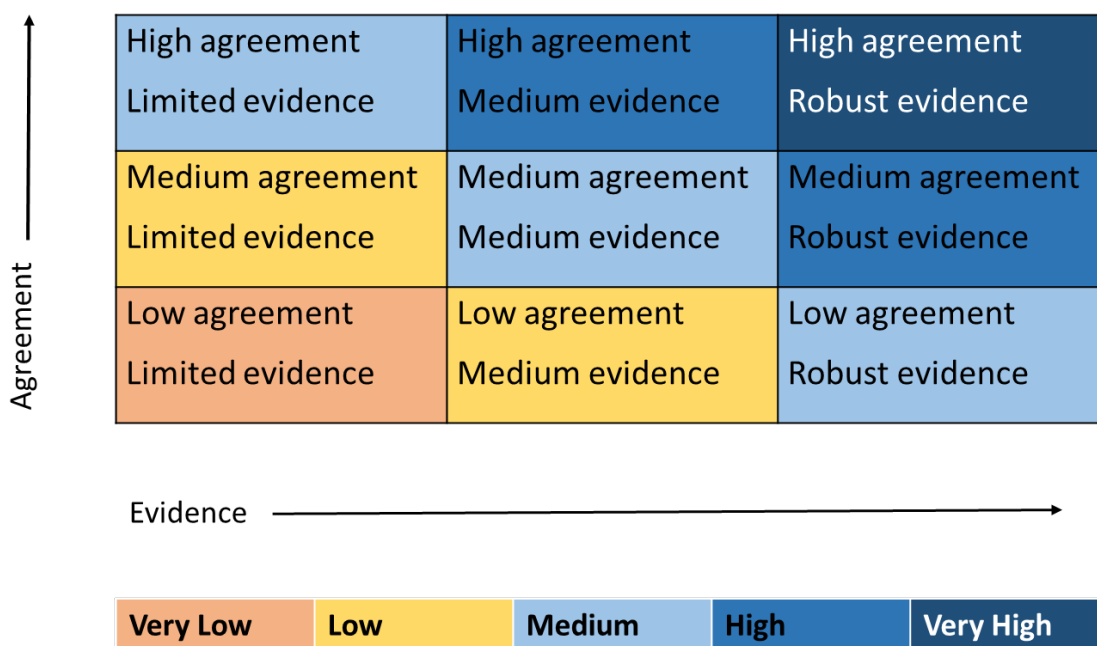 High agreement
Limited evidence
High agreement
Medium evidence
High agreement
Robust evidence
Medium agreement
Limited evidence
Medium agreement
Medium evidence
Medium agreement
Robust evidence
Low agreement
Limited evidence
Low agreement
Medium evidence
Low agreement
Robust evidence
Agreement
Evidence
Very Low
Low
Medium
High
Very High